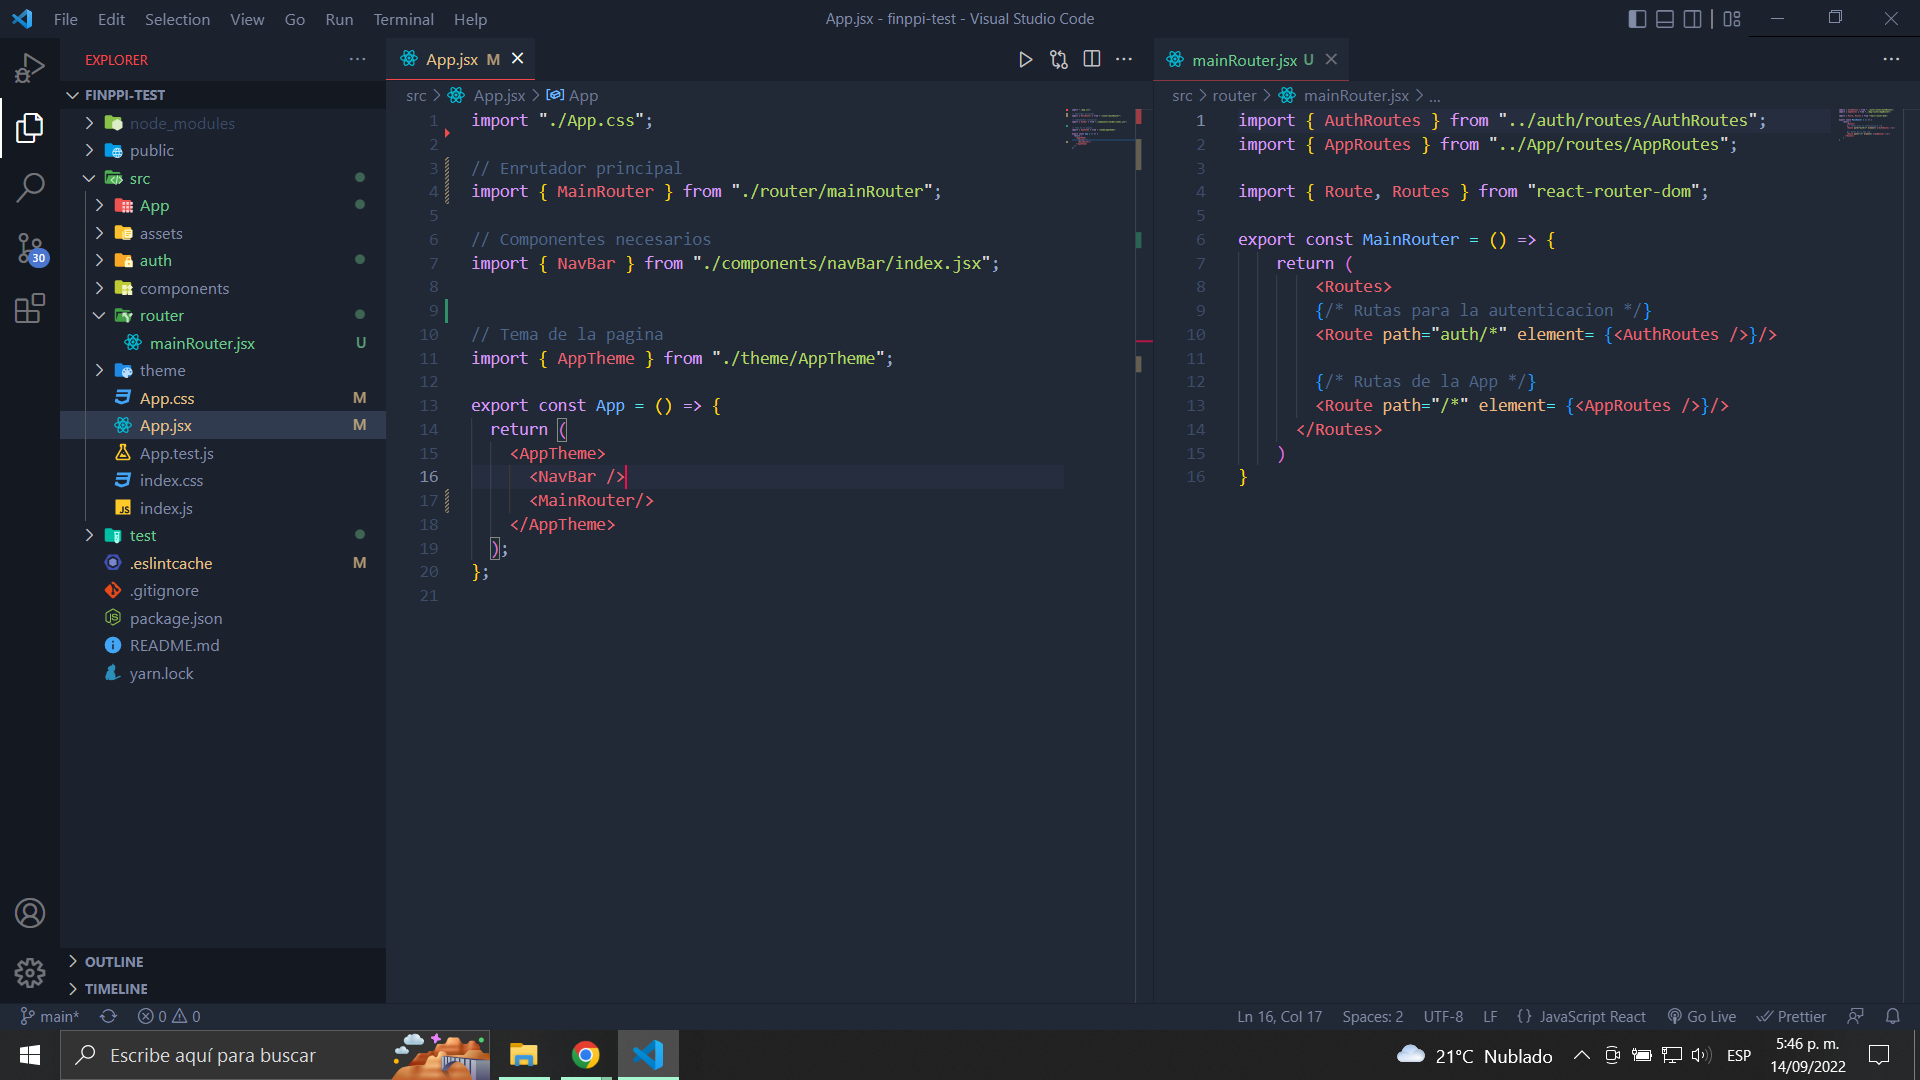 File Edit Selection View Go Run Terminal Help
App.jsx - finppi-test - Visual Studio Code
EXPLORER
FINPPI-TEST
node_modules
public
src
App
assets
auth
components
router
mainRouter.jsx U
theme
App.css M
App.jsx M
App.test.js
index.css
index.js
test
.eslintcache M
.gitignore
package.json
README.md
yarn.lock
OUTLINE
TIMELINE
30
App.jsx M
src > App.jsx > App
1 import "./App.css";
2
3 // Enrutador principal
4 import { MainRouter } from "./router/mainRouter";
5
6 // Componentes necesarios
7 import { NavBar } from "./components/navBar/index.jsx";
8
9
10 // Tema de la pagina
11 import { AppTheme } from "./theme/AppTheme";
12
13 export const App = () => {
14 return (
15 <AppTheme>
16 <NavBar />
17 <MainRouter/>
18 </AppTheme>
19 );
20 };
21
mainRouter.jsx U
src > router > mainRouter.jsx > ...
1 import { AuthRoutes } from "../auth/routes/AuthRoutes";
2 import { AppRoutes } from "../App/routes/AppRoutes";
3
4 import { Route, Routes } from "react-router-dom";
5
6 export const MainRouter = () => {
7 return (
8 <Routes>
9 {/* Rutas para la autenticacion */}
10 <Route path="auth/*" element= {<AuthRoutes />}/>
11
12 {/* Rutas de la App */}
13 <Route path="/*" element= {<AppRoutes />}/>
14 </Routes>
15 )
16 }
main* 0 0
Ln 16, Col 17 Spaces: 2 UTF-8 LF {} JavaScript React Go Live Prettier
Escribe aquí para buscar
21°C Nublado ESP
5:46 p. m.
14/09/2022